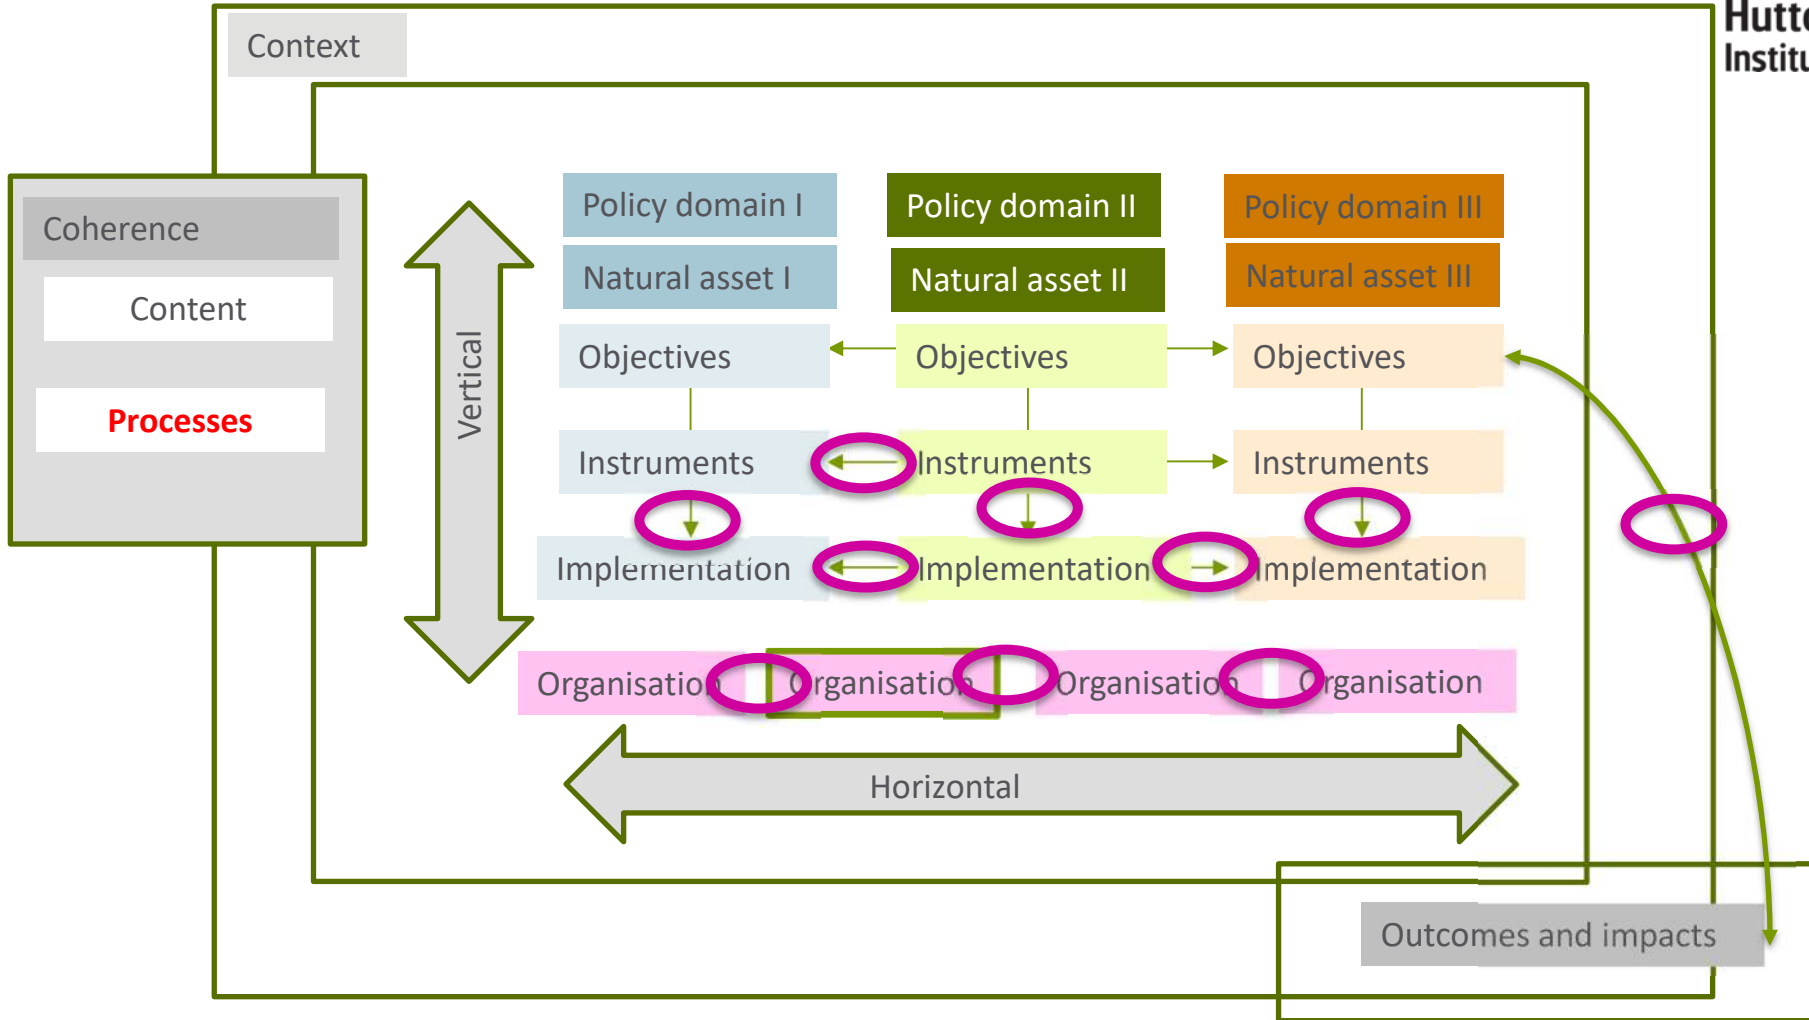 Context
Coherence
Content
Processes
Vertical
Policy domain I
Policy domain II
Policy domain III
Natural asset I
Natural asset II
Natural asset III
Objectives
Objectives
Objectives
Instruments
Instruments
Instruments
Implementation
Implementation
Implementation
Organisation
Organisation
Organisation
Organisation
Horizontal
Outcomes and impacts